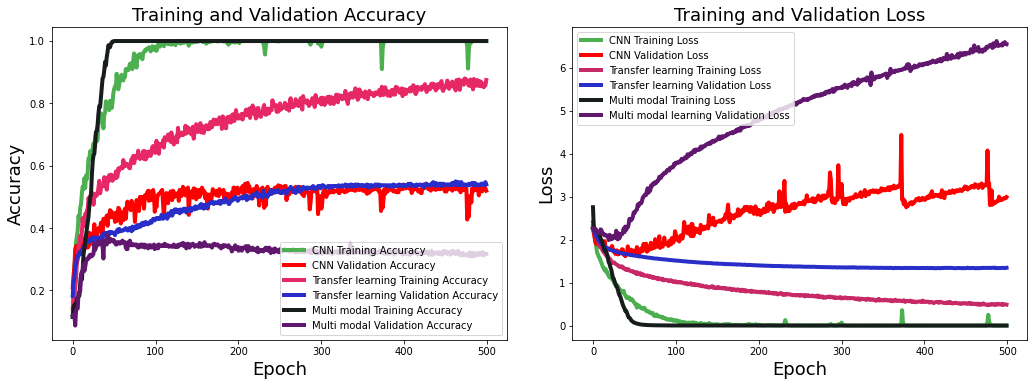 Training and Validation Accuracy
1.0
0.8
0.6
0.4
0.2
Accuracy
CNN Training Accuracy
CNN Validation Accuracy
Transfer learning Training Accuracy
Transfer learning Validation Accuracy
Multi modal Training Accuracy
Multi modal Validation Accuracy
0 100 200 300 400 500
Epoch
Training and Validation Loss
CNN Training Loss
CNN Validation Loss
Transfer learning Training Loss
Transfer learning Validation Loss
Multi modal Training Loss
Multi modal learning Validation Loss
6
5
4
3
2
1
0
Loss
0 100 200 300 400 500
Epoch